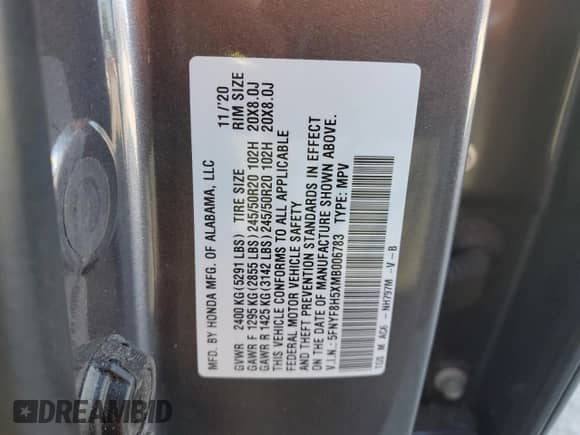 MFD. BY HONDA MFG. OF ALABAMA, LLC 11/'20
GVWR 2400 KG(5291 LBS) TIRE SIZE RIM SIZE
GAWR F 1295 KG(2855 LBS)245/50R20 102H 20X8.0J
GAWR R 1425 KG(3142 LBS)245/50R20 102H 20X8.0J
THIS VEHICLE CONFORMS TO ALL APPLICABLE
FEDERAL MOTOR VEHICLE SAFETY
AND THEFT PREVENTION STANDARDS IN EFFECT
ON THE DATE OF MANUFACTURE SHOWN ABOVE.
V.I.N.:5FNYF8H5XMB006783 TYPE: MPV
TGS M AC6 - NH797M -V -B
DREAMBID